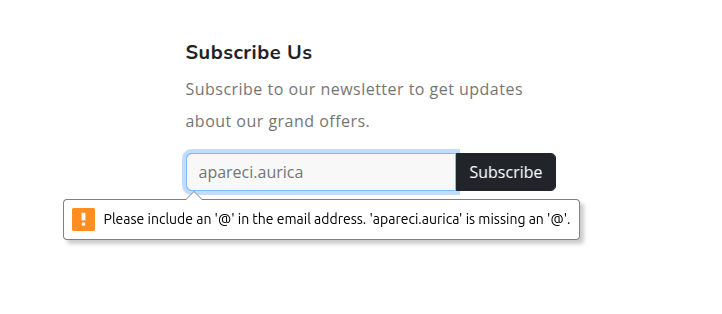 Subscribe Us
Subscribe to our newsletter to get updates
about our grand offers.
apareci.aurica
Subscribe
Please include an '@' in the email address. 'apareci.aurica' is missing an '@'.